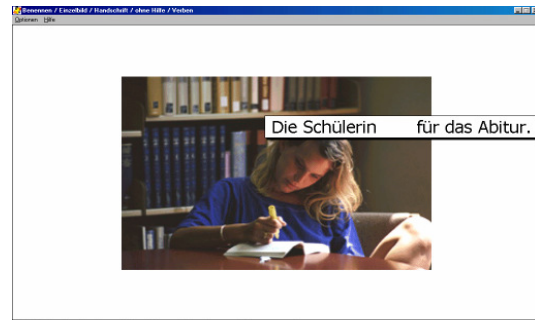 Benennen / Einzelbild / Handschrift / ohne Hilfe / Verben
Optionen Hilfe
Die Schülerin für das Abitur.